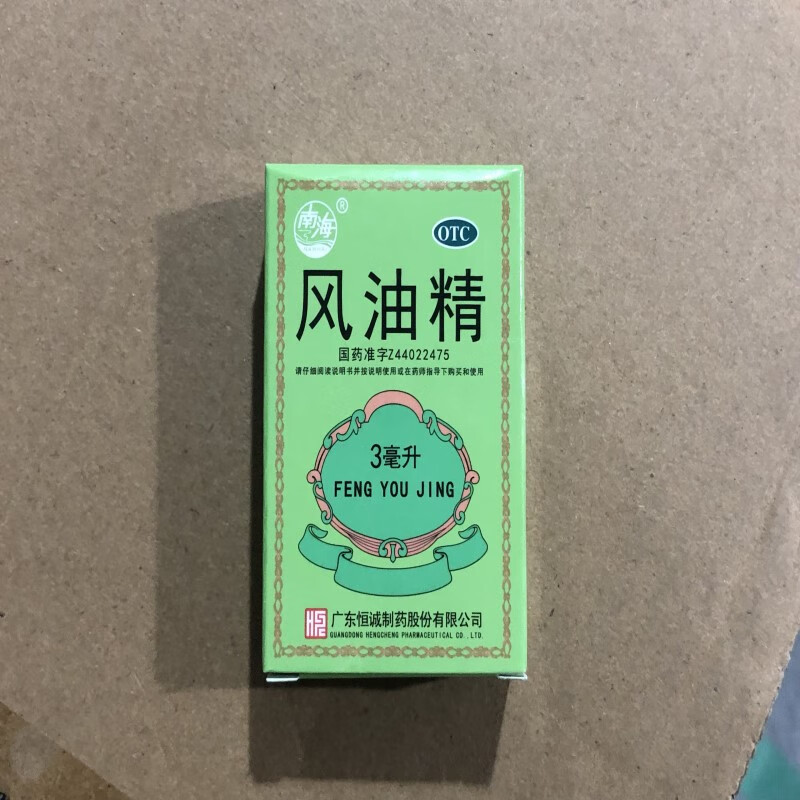 南海®
OTC
风油精
国药准字Z44022475
请仔细阅读说明书并按说明使用或在药师指导下购买和使用
3毫升
FENG YOU JING
广东恒诚制药股份有限公司
GUANGDONG HENGCHENG PHARMACEUTICAL CO., LTD.